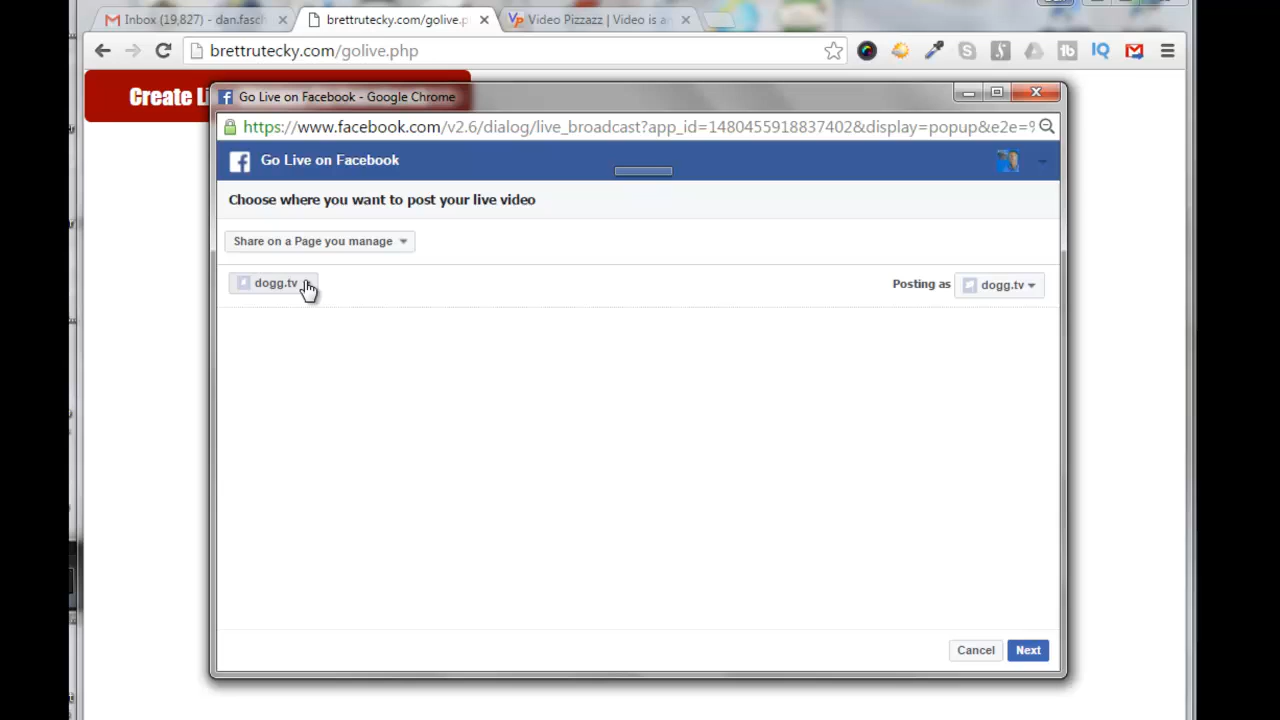 Inbox (19,827) - dan.fasch
brettrutecky.com/golive.p
Video Pizzazz | Video is a
brettrutecky.com/golive.php
Create Li
Go Live on Facebook - Google Chrome
https://www.facebook.com/v2.6/dialog/live_broadcast?app_id=1480455918837402&display=popup&e2e=%
Go Live on Facebook
Choose where you want to post your live video
Share on a Page you manage
dogg.tv
Posting as
dogg.tv
Cancel
Next